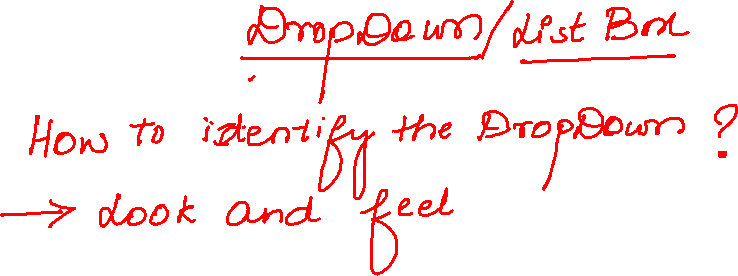 DropDown/List Box
How to identify the DropDown ?
→ Look and feel